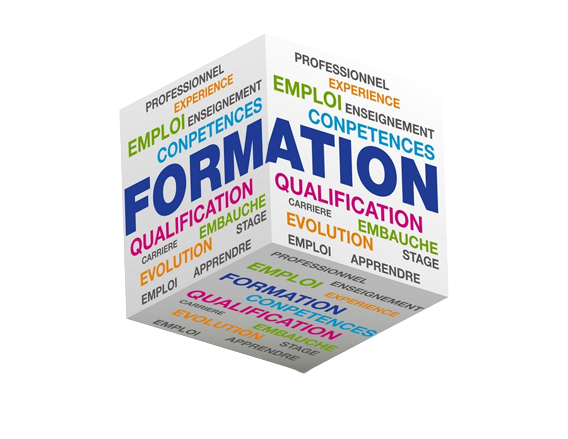 PROFESSIONNEL
EXPERIENCE
EMPLOI ENSEIGNEMENT
CONPETENCES
FORMATION
QUALIFICATION
CARRIERE EMBAUCHE
EVOLUTION STAGE
EMPLOI APPRENDRE
PROFESSIONNEL
EXPERIENCE
EMPLOI ENSEIGNEMENT
CONPETENCES
QUALIFICATION
CARRIERE EMBAUCHE
EVOLUTION STAGE
EMPLOI APPRENDRE
PROFESSIONNEL
EMPLOI ENSEIGNEMENT
FORMATION EXPERIENCE
CONPETENCES
QUALIFICATION
CARRIERE EMBAUCHE
EVOLUTION STAGE
EMPLOI APPRENDRE